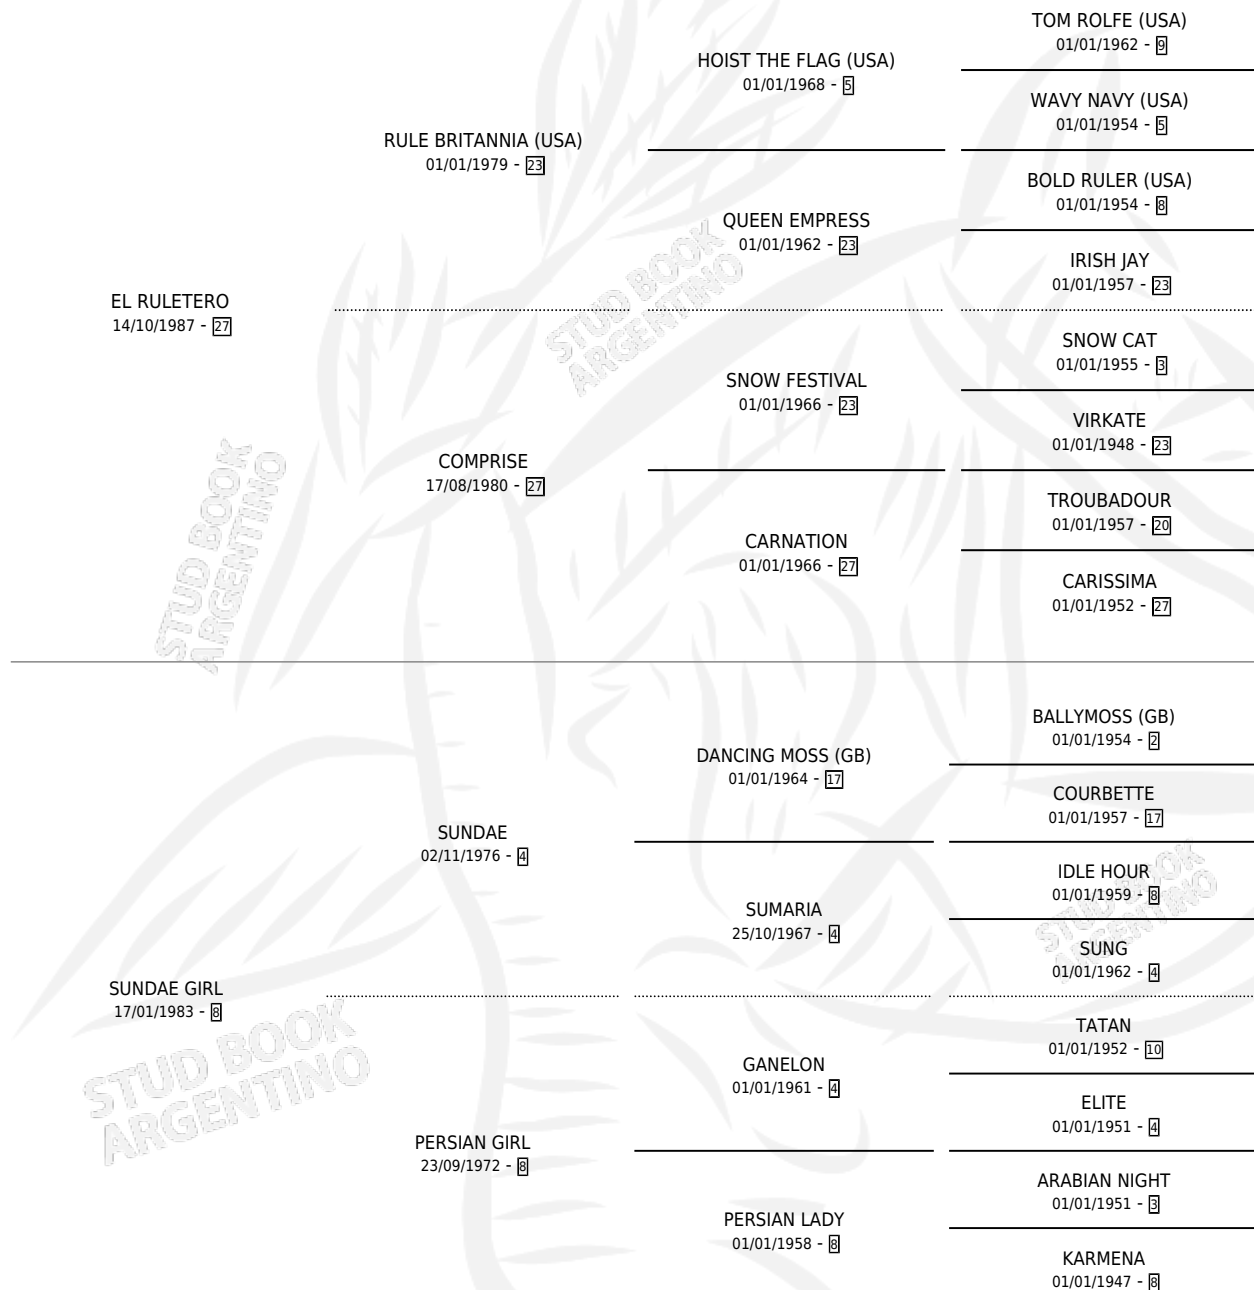 TOM ROLFE (USA)
01/01/1962 - 9
HOIST THE FLAG (USA)
01/01/1968 - 5
WAVY NAVY (USA)
01/01/1954 - 5
RULE BRITANNIA (USA)
01/01/1979 - 23
BOLD RULER (USA)
01/01/1954 - 8
QUEEN EMPRESS
01/01/1962 - 23
IRISH JAY
01/01/1957 - 23
EL RULETERO
14/10/1987 - 27
SNOW CAT
01/01/1955 - 3
SNOW FESTIVAL
01/01/1966 - 23
VIRKATE
01/01/1948 - 23
COMPRISE
17/08/1980 - 27
TROUBADOUR
01/01/1957 - 20
CARNATION
01/01/1966 - 27
CARISSIMA
01/01/1952 - 27
BALLYMOSS (GB)
01/01/1954 - 2
DANCING MOSS (GB)
01/01/1964 - 17
COURBETTE
01/01/1957 - 17
SUNDAE
02/11/1976 - 4
IDLE HOUR
01/01/1959 - 8
SUMARIA
25/10/1967 - 4
SUNG
01/01/1962 - 4
SUNDAE GIRL
17/01/1983 - 8
TATAN
01/01/1952 - 10
GANELON
01/01/1961 - 4
ELITE
01/01/1951 - 4
PERSIAN GIRL
23/09/1972 - 8
ARABIAN NIGHT
01/01/1951 - 3
PERSIAN LADY
01/01/1958 - 8
KARMENA
01/01/1947 - 8
STUD BOOK
ARGENTINO
STUD BOOK
ARGENTINO
STUD BOOK
ARGENTINO
STUD BOOK
ARGENTINO